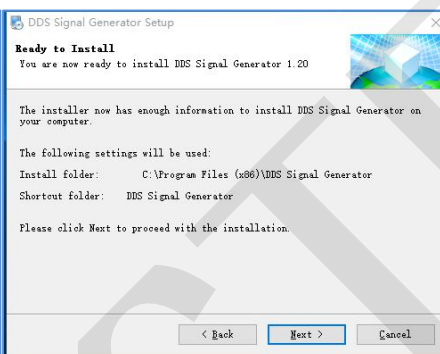 DDS Signal Generator Setup
Ready to Install
You are now ready to install DDS Signal Generator 1.20
The installer now has enough information to install DDS Signal Generator on
your computer.
The following settings will be used:
Install folder: C:\Program Files (x86)\DDS Signal Generator
Shortcut folder: DDS Signal Generator
Please click Next to proceed with the installation.
< Back Next > Cancel